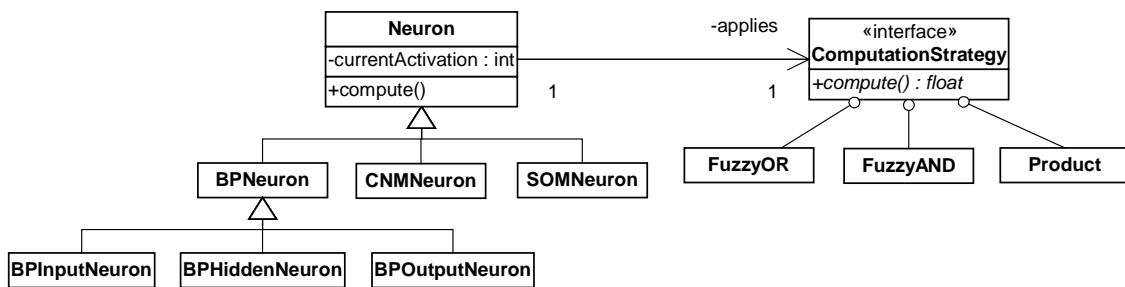 Neuron
-currentActivation : int
+compute()
-applies
1
1
«interface»
ComputationStrategy
+compute() : float
BPNeuron
CNMNeuron
SOMNeuron
FuzzyOR
FuzzyAND
Product
BPInputNeuron
BPHiddenNeuron
BPOutputNeuron